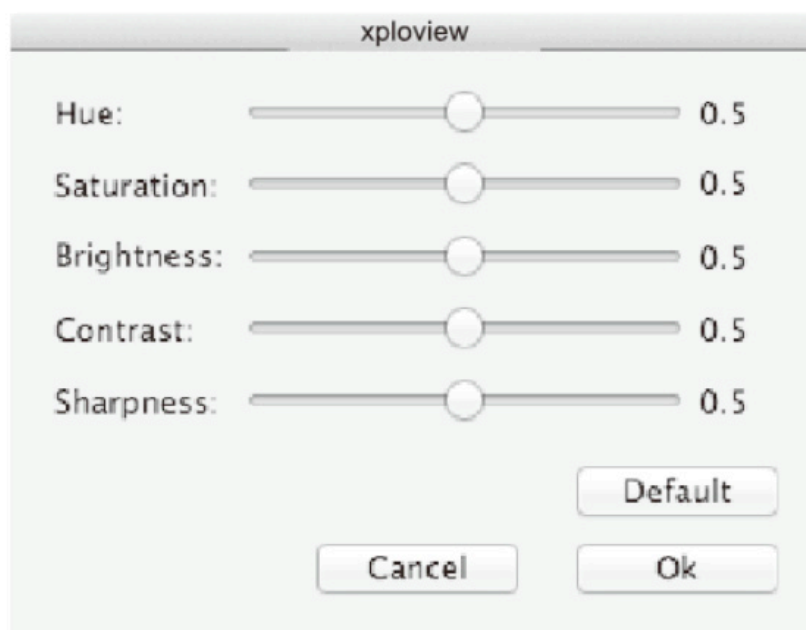 xploview
Hue: 0.5
Saturation: 0.5
Brightness: 0.5
Contrast: 0.5
Sharpness: 0.5
Default
Cancel Ok